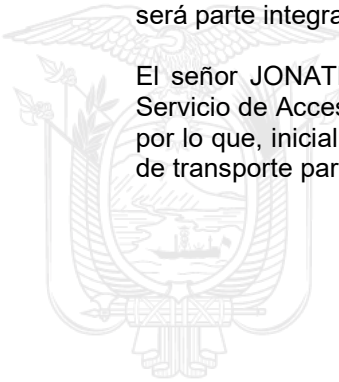 será parte integra
El señor JONAT
Servicio de Acces
por lo que, inicial
de transporte par